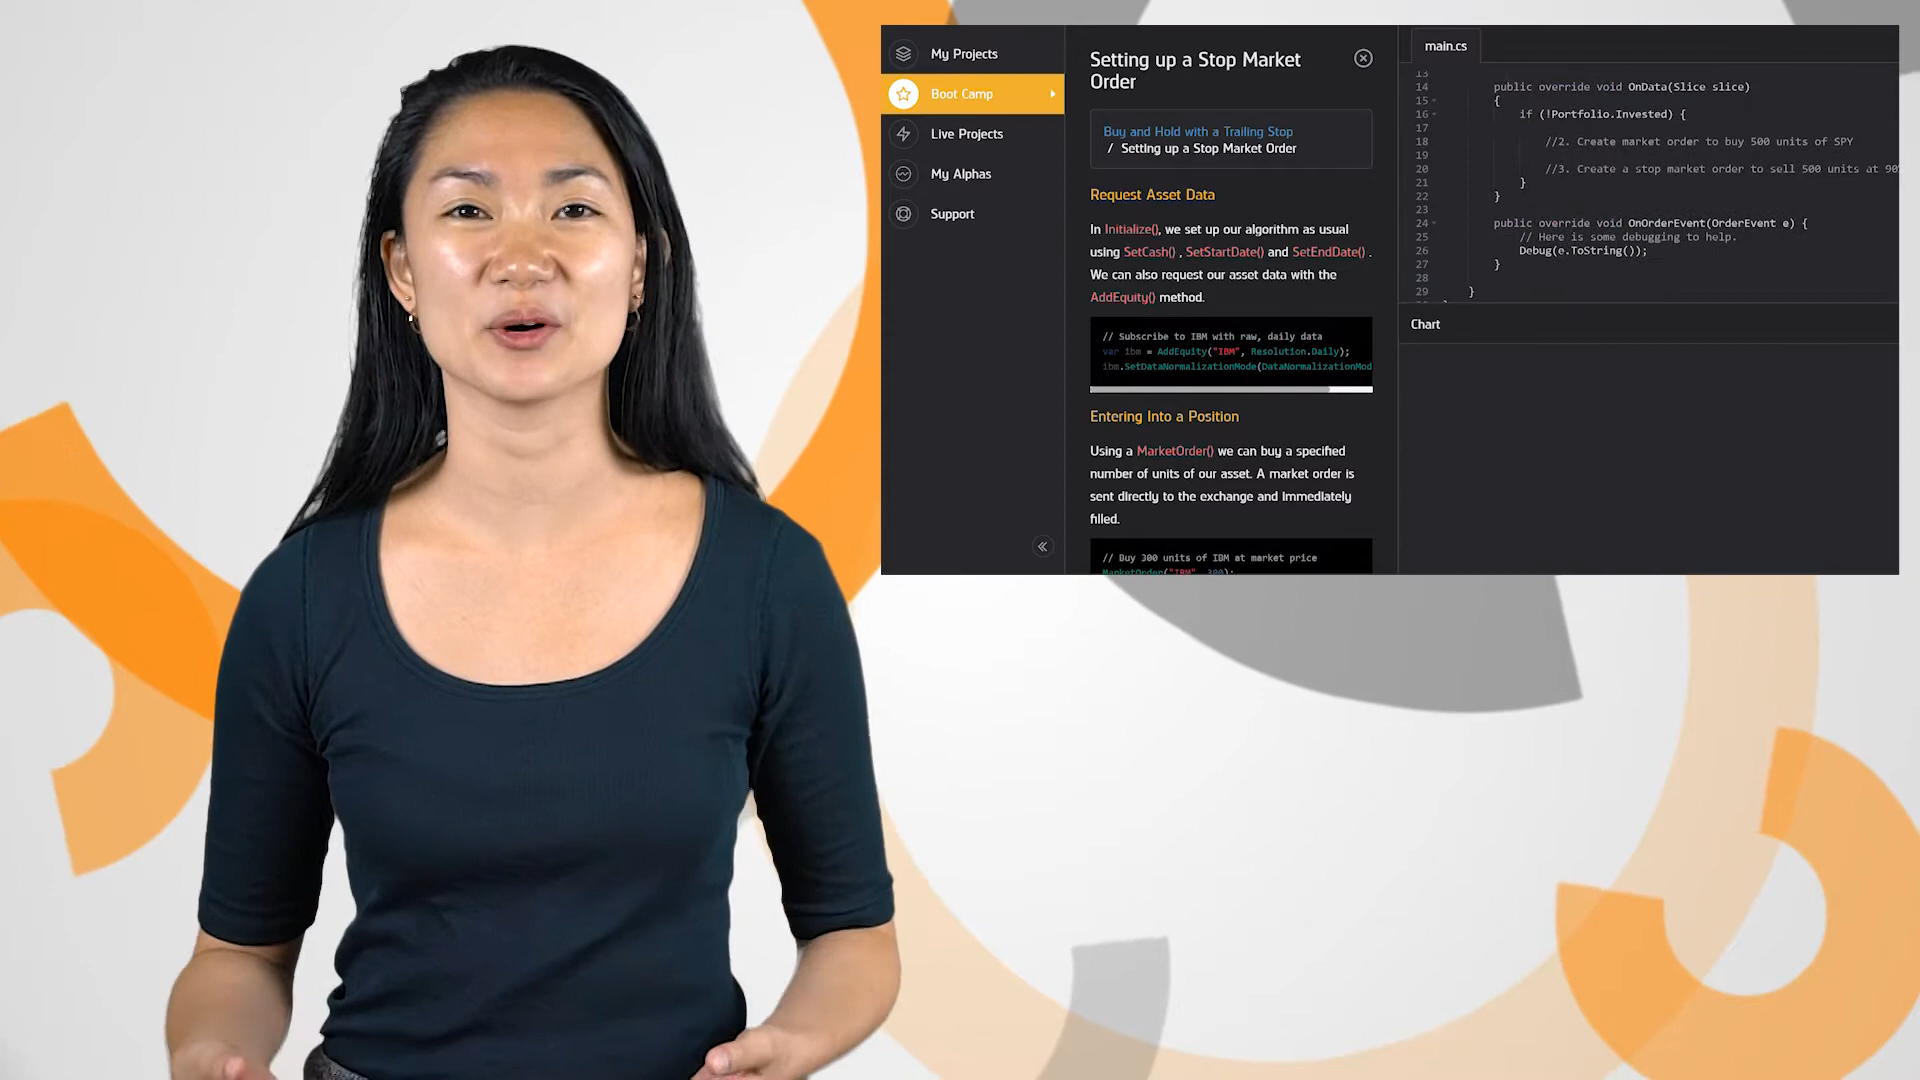 My Projects
Boot Camp
Live Projects
My Alphas
Support
Setting up a Stop Market
Order
Buy and Hold with a Trailing Stop
/ Setting up a Stop Market Order
Request Asset Data
In Initialize(), we set up our algorithm as usual
using SetCash() , SetStartDate() and SetEndDate() .
We can also request our asset data with the
AddEquity() method.
// Subscribe to IBM with raw, daily data
var ibm = AddEquity("IBM", Resolution.Daily);
ibm.SetDataNormalizationMode(DataNormalizationMod
Entering Into a Position
Using a MarketOrder() we can buy a specified
number of units of our asset. A market order is
sent directly to the exchange and immediately
filled.
// Buy 300 units of IBM at market price
MarketOrder("IBM", 300);
main.cs
13
14 public override void OnData(Slice slice)
15 {
16 if (!Portfolio.Invested) {
17
18 //2. Create market order to buy 500 units of SPY
19
20 //3. Create a stop market order to sell 500 units at 90%
21 }
22 }
23
24 public override void OnOrderEvent(OrderEvent e) {
25 // Here is some debugging to help.
26 Debug(e.ToString());
27 }
28
29 }
Chart